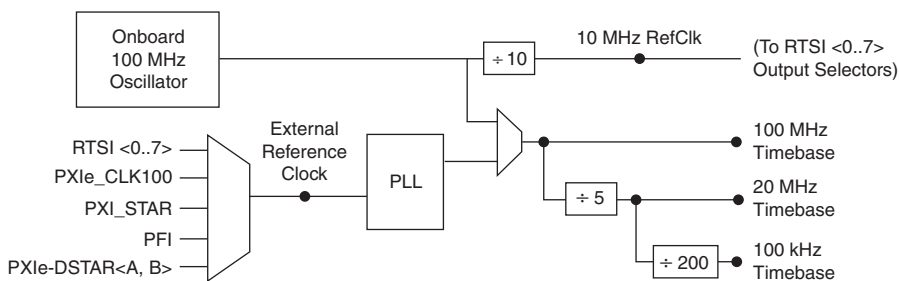 Onboard
100 MHz
Oscillator
÷ 10
10 MHz RefClk
(To RTSI <0..7>
Output Selectors)
RTSI <0..7>
PXIe_CLK100
PXI_STAR
PFI
PXIe-DSTAR<A, B>
External
Reference
Clock
PLL
100 MHz
Timebase
÷ 5
20 MHz
Timebase
÷ 200
100 kHz
Timebase